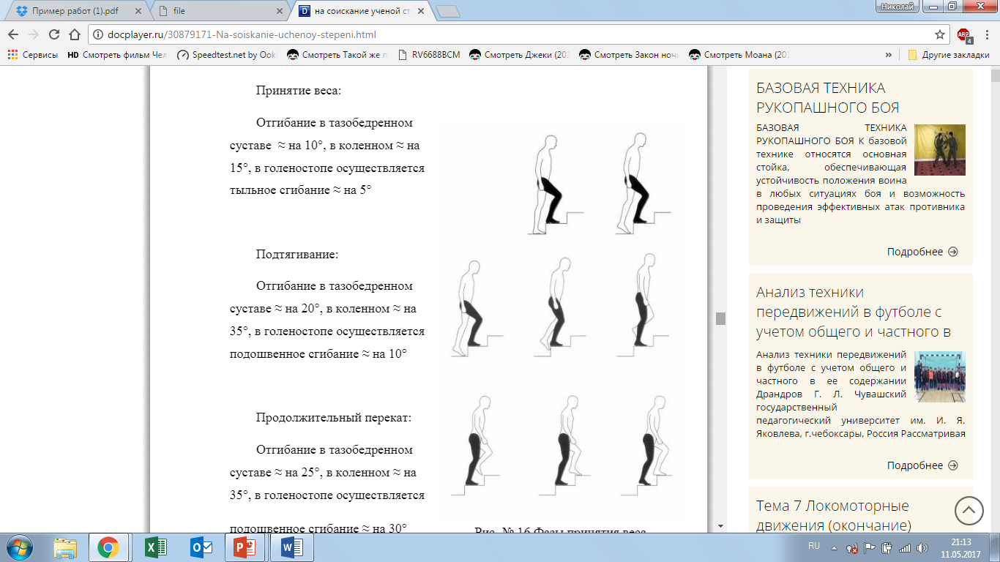 Пример работ (1).pdf
file
на соискание ученой ст
Николай
docplayer.ru/30879171-Na-soiskanie-uchenoy-stepeni.html
ABP
4
Сервисы
HD Смотреть фильм Чел
Speedtest.net by Ookl
Смотреть Такой же п
RV6688BCM
Смотреть Джеки (201
Смотреть Закон ночи
Смотреть Моана (201
»
Другие закладки
Принятие веса:
Отгибание в тазобедренном
суставе ≈ на 10°, в коленном ≈ на
15°, в голеностопе осуществляется
тыльное сгибание ≈ на 5°
Подтягивание:
Отгибание в тазобедренном
суставе ≈ на 20°, в коленном ≈ на
35°, в голеностопе осуществляется
подошвенное сгибание ≈ на 10°
Продолжительный перекат:
Отгибание в тазобедренном
суставе ≈ на 25°, в коленном ≈ на
35°, в голеностопе осуществляется
подошвенное сгибание ≈ на 30°
Рис. № 16 Фазы принятия веса
БАЗОВАЯ ТЕХНИКА
РУКОПАШНОГО БОЯ
БАЗОВАЯ ТЕХНИКА
РУКОПАШНОГО БОЯ К базовой
технике относятся основная
стойка, обеспечивающая
устойчивость положения воина
в любых ситуациях боя и возможность
проведения эффективных атак противника
и защиты
Подробнее
Анализ техники
передвижений в футболе с
учетом общего и частного в
Анализ техники передвижений
в футболе с учетом общего и
частного в ее содержании
Драндров Г. Л. Чувашский
государственный
педагогический университет им. И. Я.
Яковлева, г.чебоксары, Россия Рассматривая
Подробнее
Тема 7 Локомоторные
движения (окончание)
RU
21:13
11.05.2017